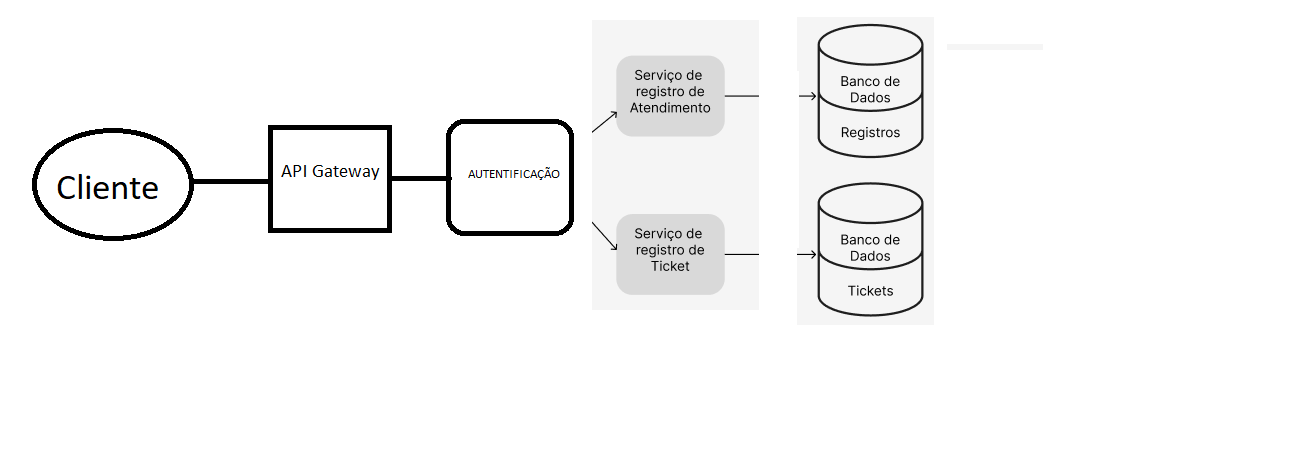 Cliente
API Gateway
AUTENTIFICAÇÃO
Serviço de
registro de
Atendimento
Banco de
Dados
Registros
Serviço de
registro de
Ticket
Banco de
Dados
Tickets